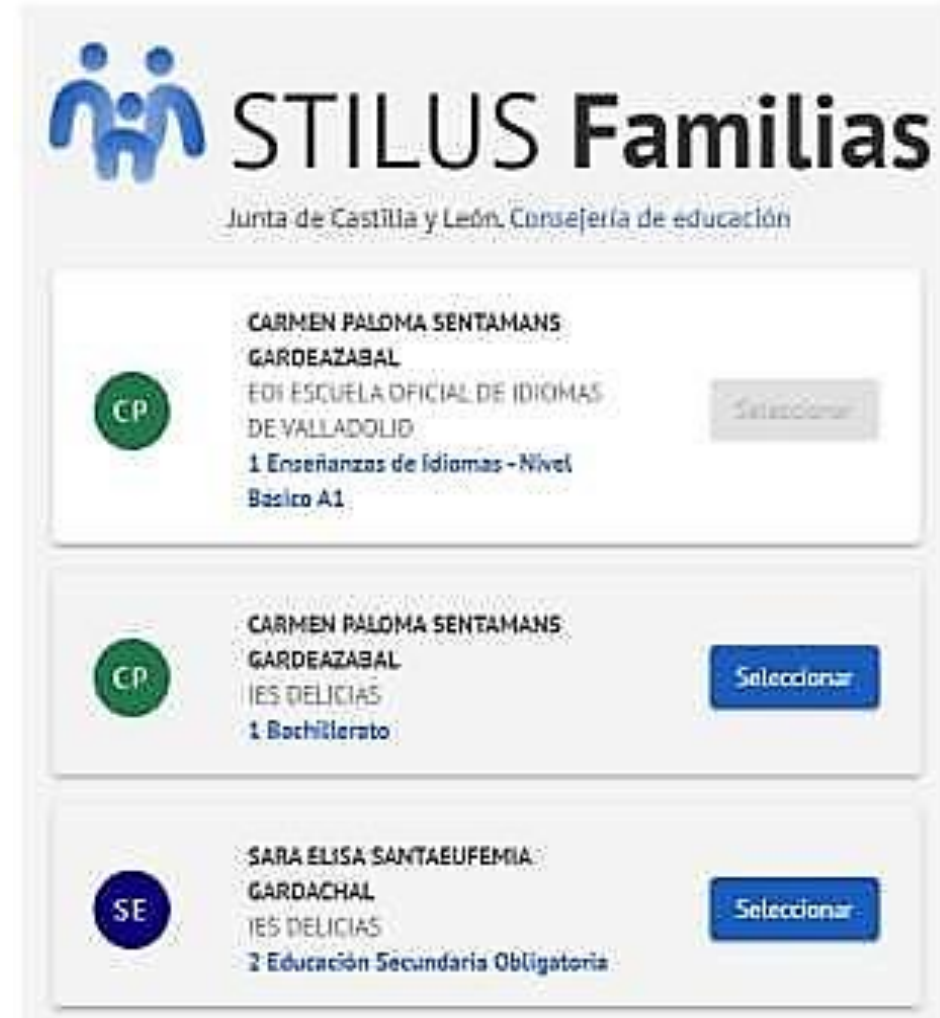 STILUS Familias
Junta de Castilla y León. Consejería de educación
CARMEN PALOMA SENTAMANS
GARDEAZABAL
CP
EOI ESCUELA OFICIAL DE IDIOMAS
DE VALLADOLID
Seleccionar
1 Enseñanzas de Idiomas - Nivel
Básico A1
CARMEN PALOMA SENTAMANS
GARDEAZABAL
CP
IES DELICIAS
Seleccionar
1 Bachillerato
SARA ELISA SANTAEUFEMIA
GARDACHAL
SE
IES DELICIAS
Seleccionar
2 Educación Secundaria Obligatoria